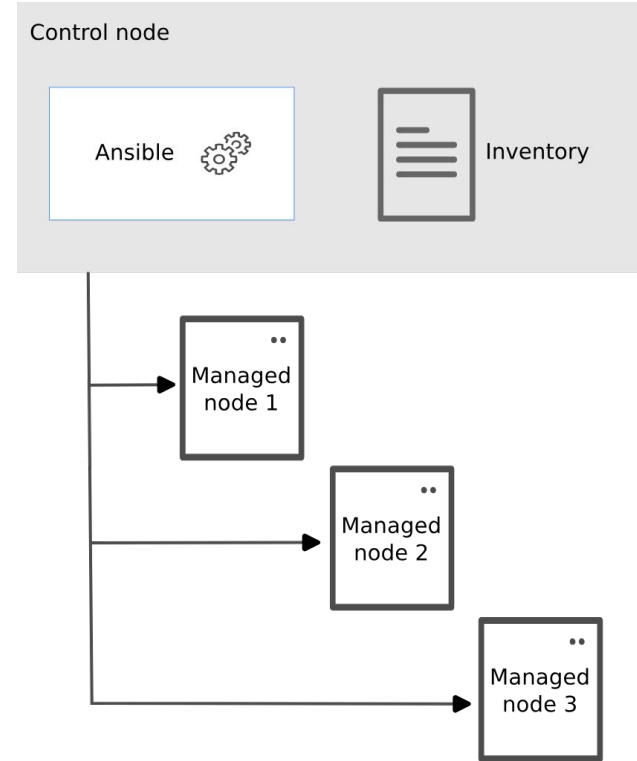 Control node
Ansible
Inventory
Managed
node 1
Managed
node 2
Managed
node 3